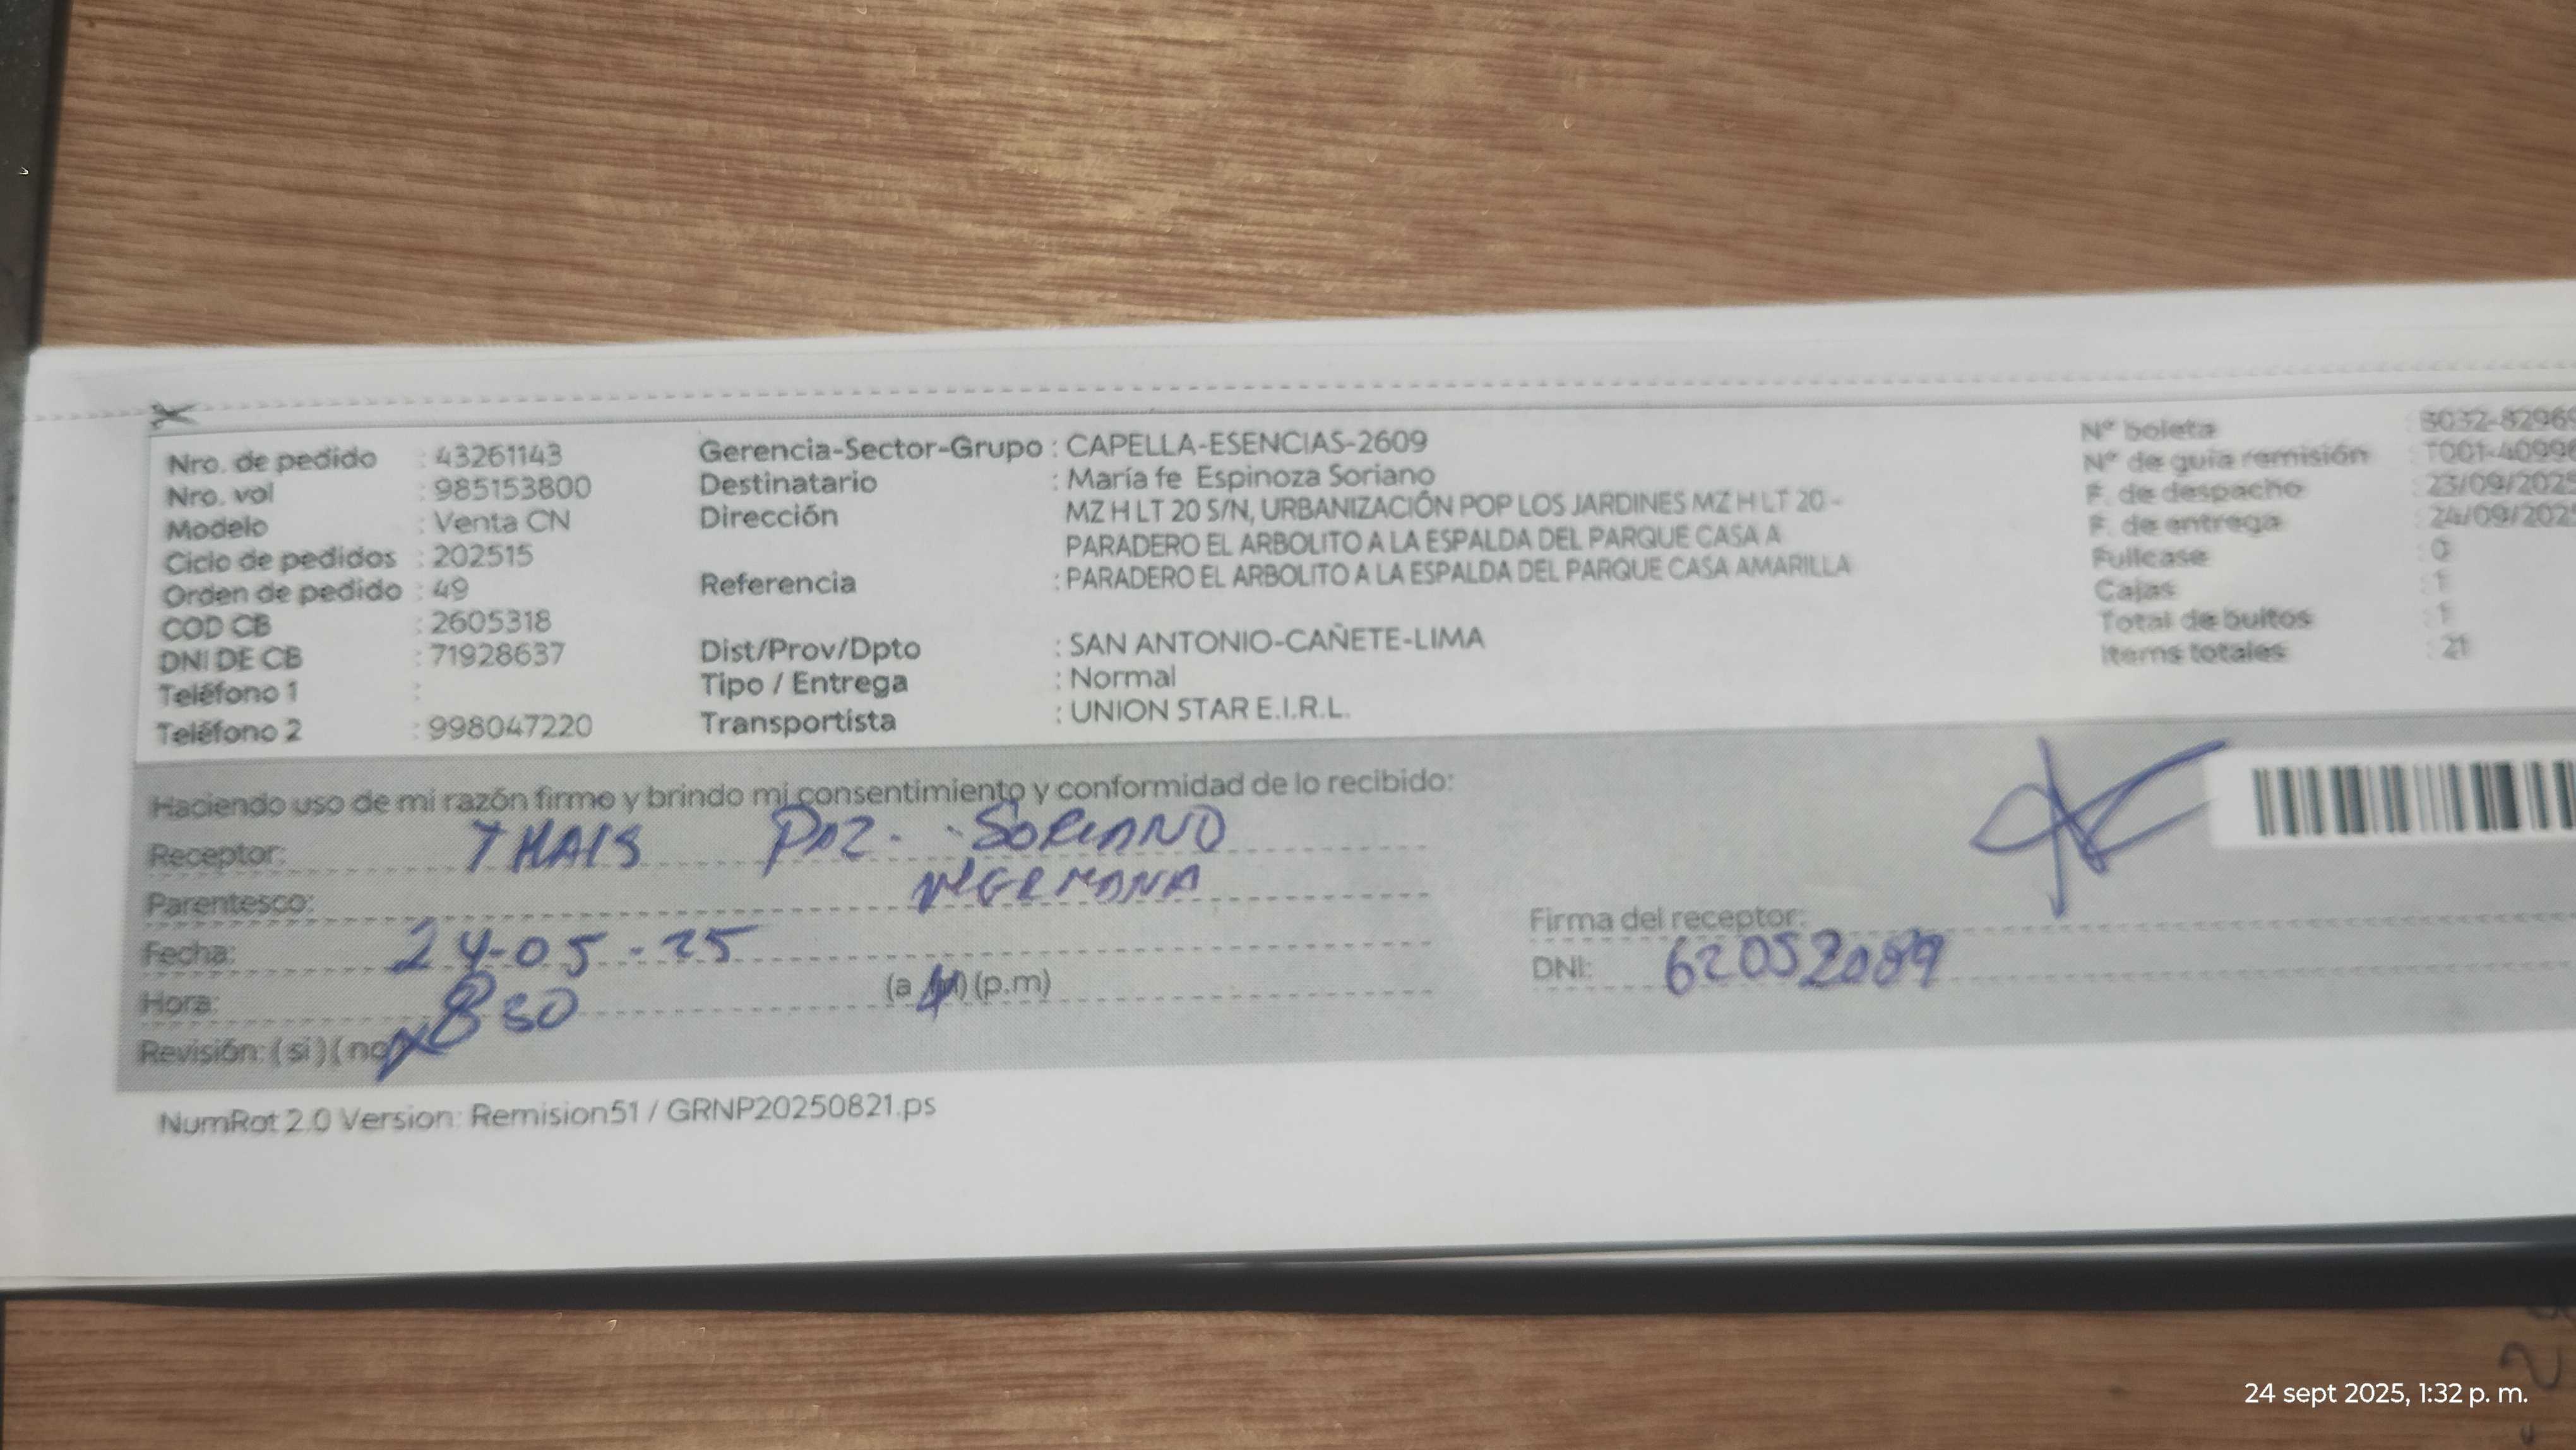 Nro. de pedido : 43261143
Nro. vol : 985153800
Modelo : Venta CN
Ciclo de pedidos : 202515
Orden de pedido : 49
COD CB : 2605318
DNI DE CB : 71928637
Teléfono 1 :
Teléfono 2 : 998047220
Gerencia-Sector-Grupo : CAPELLA-ESENCIAS-2609
Destinatario : María fe Espinoza Soriano
Dirección MZ H LT 20 S/N, URBANIZACIÓN POP LOS JARDINES MZ H LT 20 -
PARADERO EL ARBOLITO A LA ESPALDA DEL PARQUE CASA A
Referencia : PARADERO EL ARBOLITO A LA ESPALDA DEL PARQUE CASA AMARILLA
Dist/Prov/Dpto : SAN ANTONIO-CAÑETE-LIMA
Tipo / Entrega : Normal
Transportista : UNION STAR E.I.R.L.
N° boleta
N° de guía remisión
F. de despacho : 23/09/2025
F. de entrega : 24/09/2025
Fullcase : 0
Cajas : 1
Total de bultos : 1
Items totales : 21
Haciendo uso de mi razón firmo y brindo mi consentimiento y conformidad de lo recibido:
Receptor: THAIS PAZ SORIANO
Parentesco:
Fecha: 24-05-25
Hora: 8 30 (a (p.m)
Revisión: (si)(no
Firma del receptor:
DNI: 62052089
NumRot 2.0 Version: Remision51 / GRNP20250821.ps
24 sept 2025, 1:32 p. m.